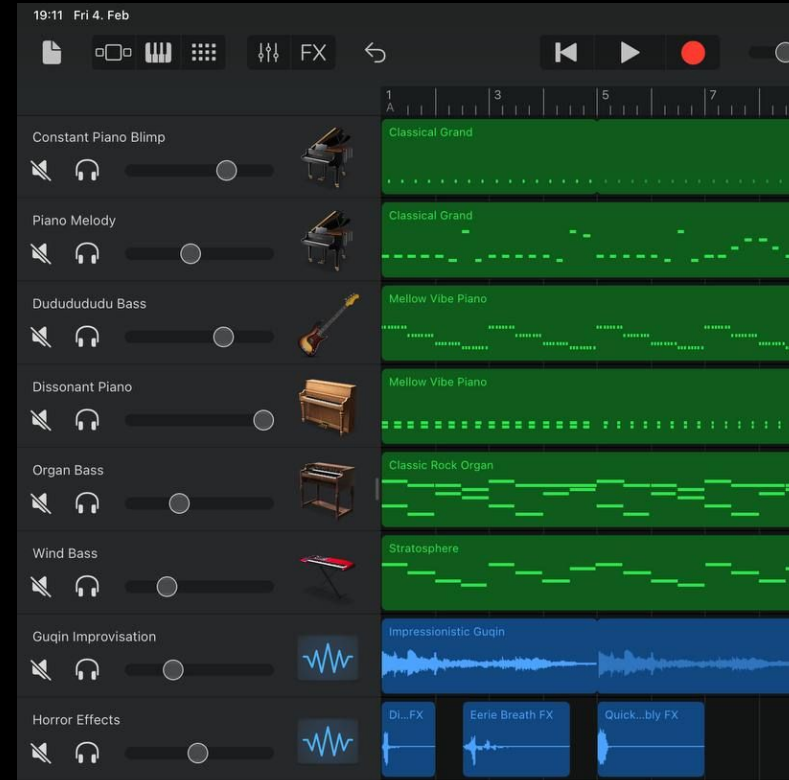 19:11 Fri 4. Feb
FX
1 3 5 7
A
Constant Piano Blimp
Classical Grand
Piano Melody
Classical Grand
Dududududu Bass
Mellow Vibe Piano
Dissonant Piano
Mellow Vibe Piano
Organ Bass
Classic Rock Organ
Wind Bass
Stratosphere
Guqin Improvisation
Impressionistic Guqin
Horror Effects
Di...FX Eerie Breath FX Quick...bly FX